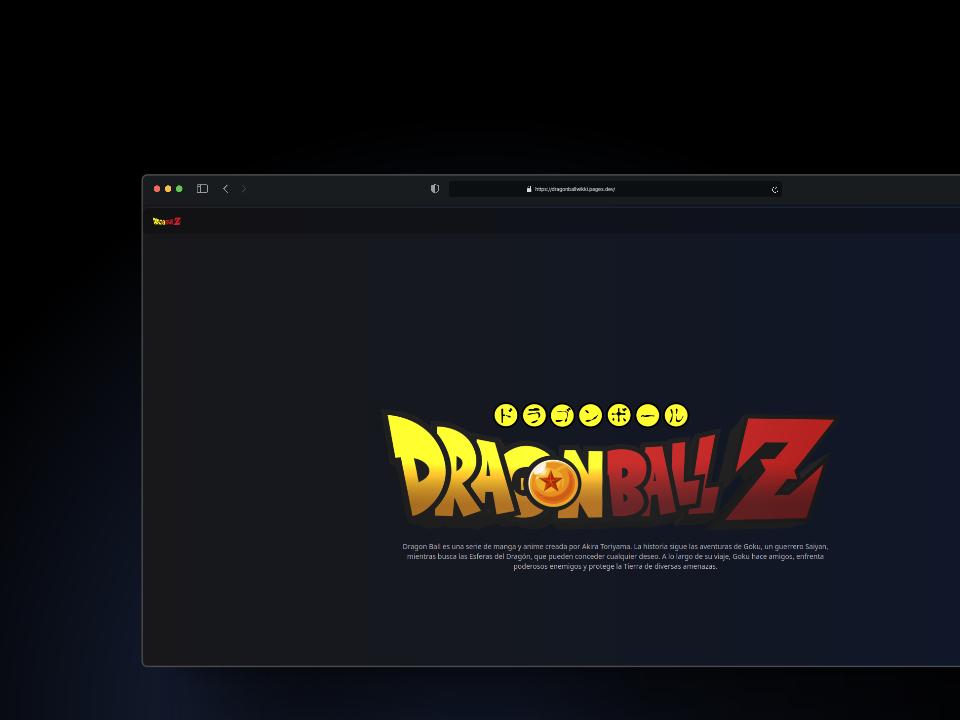 https://dragonballwikki.pages.dev/
DRAGON BALL Z
ドラゴンボール
DRAGON BALL Z
Dragon Ball es una serie de manga y anime creada por Akira Toriyama. La historia sigue las aventuras de Goku, un guerrero Saiyan,
mientras busca las Esferas del Dragón, que pueden conceder cualquier deseo. A lo largo de su viaje, Goku hace amigos, enfrenta
poderosos enemigos y protege la Tierra de diversas amenazas.